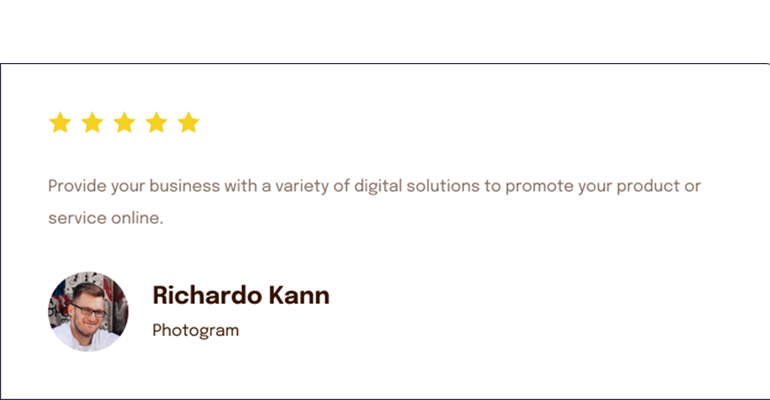 Provide your business with a variety of digital solutions to promote your product or
service online.
Richardo Kann
Photogram